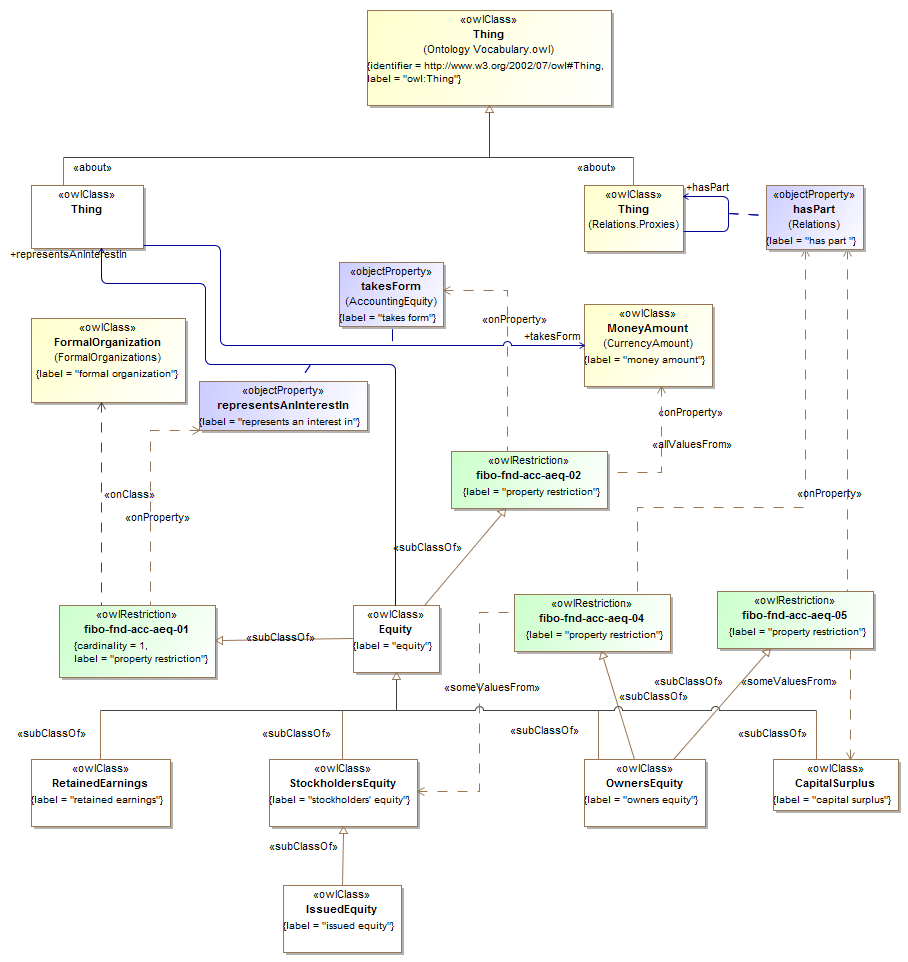 «owlClass»
Thing
(Ontology Vocabulary.owl)
{identifier = http://www.w3.org/2002/07/owl#Thing,
label = "owl:Thing"}
«about»
«about»
«owlClass»
Thing
«owlClass»
Thing
(Relations.Proxies)
+hasPart
«objectProperty»
hasPart
(Relations)
{label = "has part "}
+representsAnInterestIn
«objectProperty»
takesForm
(AccountingEquity)
{label = "takes form"}
«onProperty»
+takesForm
«owlClass»
MoneyAmount
(CurrencyAmount)
{label = "money amount"}
«owlClass»
FormalOrganization
(FormalOrganizations)
{label = "formal organization"}
«objectProperty»
representsAnInterestIn
{label = "represents an interest in"}
«onProperty»
«allValuesFrom»
«owlRestriction»
fibo-fnd-acc-aeq-02
{label = "property restriction"}
«onClass»
«onProperty»
«onProperty»
«subClassOf»
«owlRestriction»
fibo-fnd-acc-aeq-01
{cardinality = 1,
label = "property restriction"}
«subClassOf»
«owlClass»
Equity
{label = "equity"}
«owlRestriction»
fibo-fnd-acc-aeq-04
{label = "property restriction"}
«owlRestriction»
fibo-fnd-acc-aeq-05
{label = "property restriction"}
«someValuesFrom»
«subClassOf»
«subClassOf»
«someValuesFrom»
«subClassOf»
«subClassOf»
«subClassOf»
«subClassOf»
«owlClass»
RetainedEarnings
{label = "retained earnings"}
«owlClass»
StockholdersEquity
{label = "stockholders' equity"}
«owlClass»
OwnersEquity
{label = "owners equity"}
«owlClass»
CapitalSurplus
{label = "capital surplus"}
«subClassOf»
«owlClass»
IssuedEquity
{label = "issued equity"}